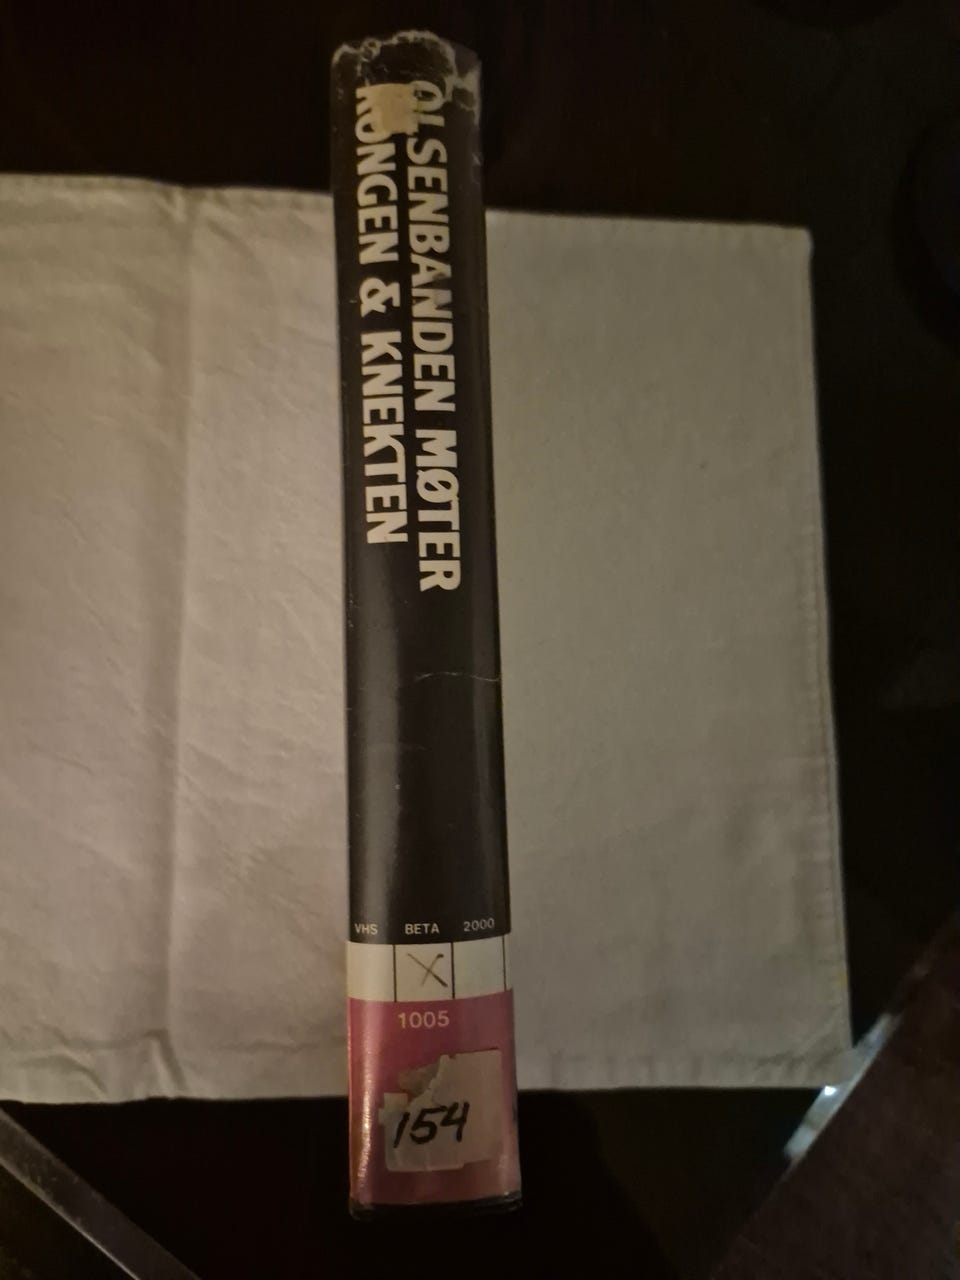 OLSENBANDEN MØTER
KONGEN & KNEKTEN
VHS BETA 2000
X
1005
154